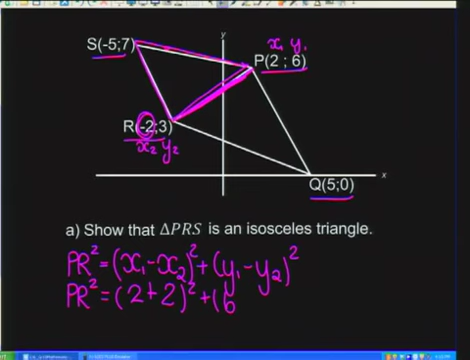 y
x₁ y₁
S(-5;7)
P(2 ; 6)
R(-2;3)
x₂ y₂
x
Q(5;0)
a) Show that ΔPRS is an isosceles triangle.
PR² = (x₁ - x₂)² + (y₁ - y₂)²
PR² = (2 + 2)² + (6